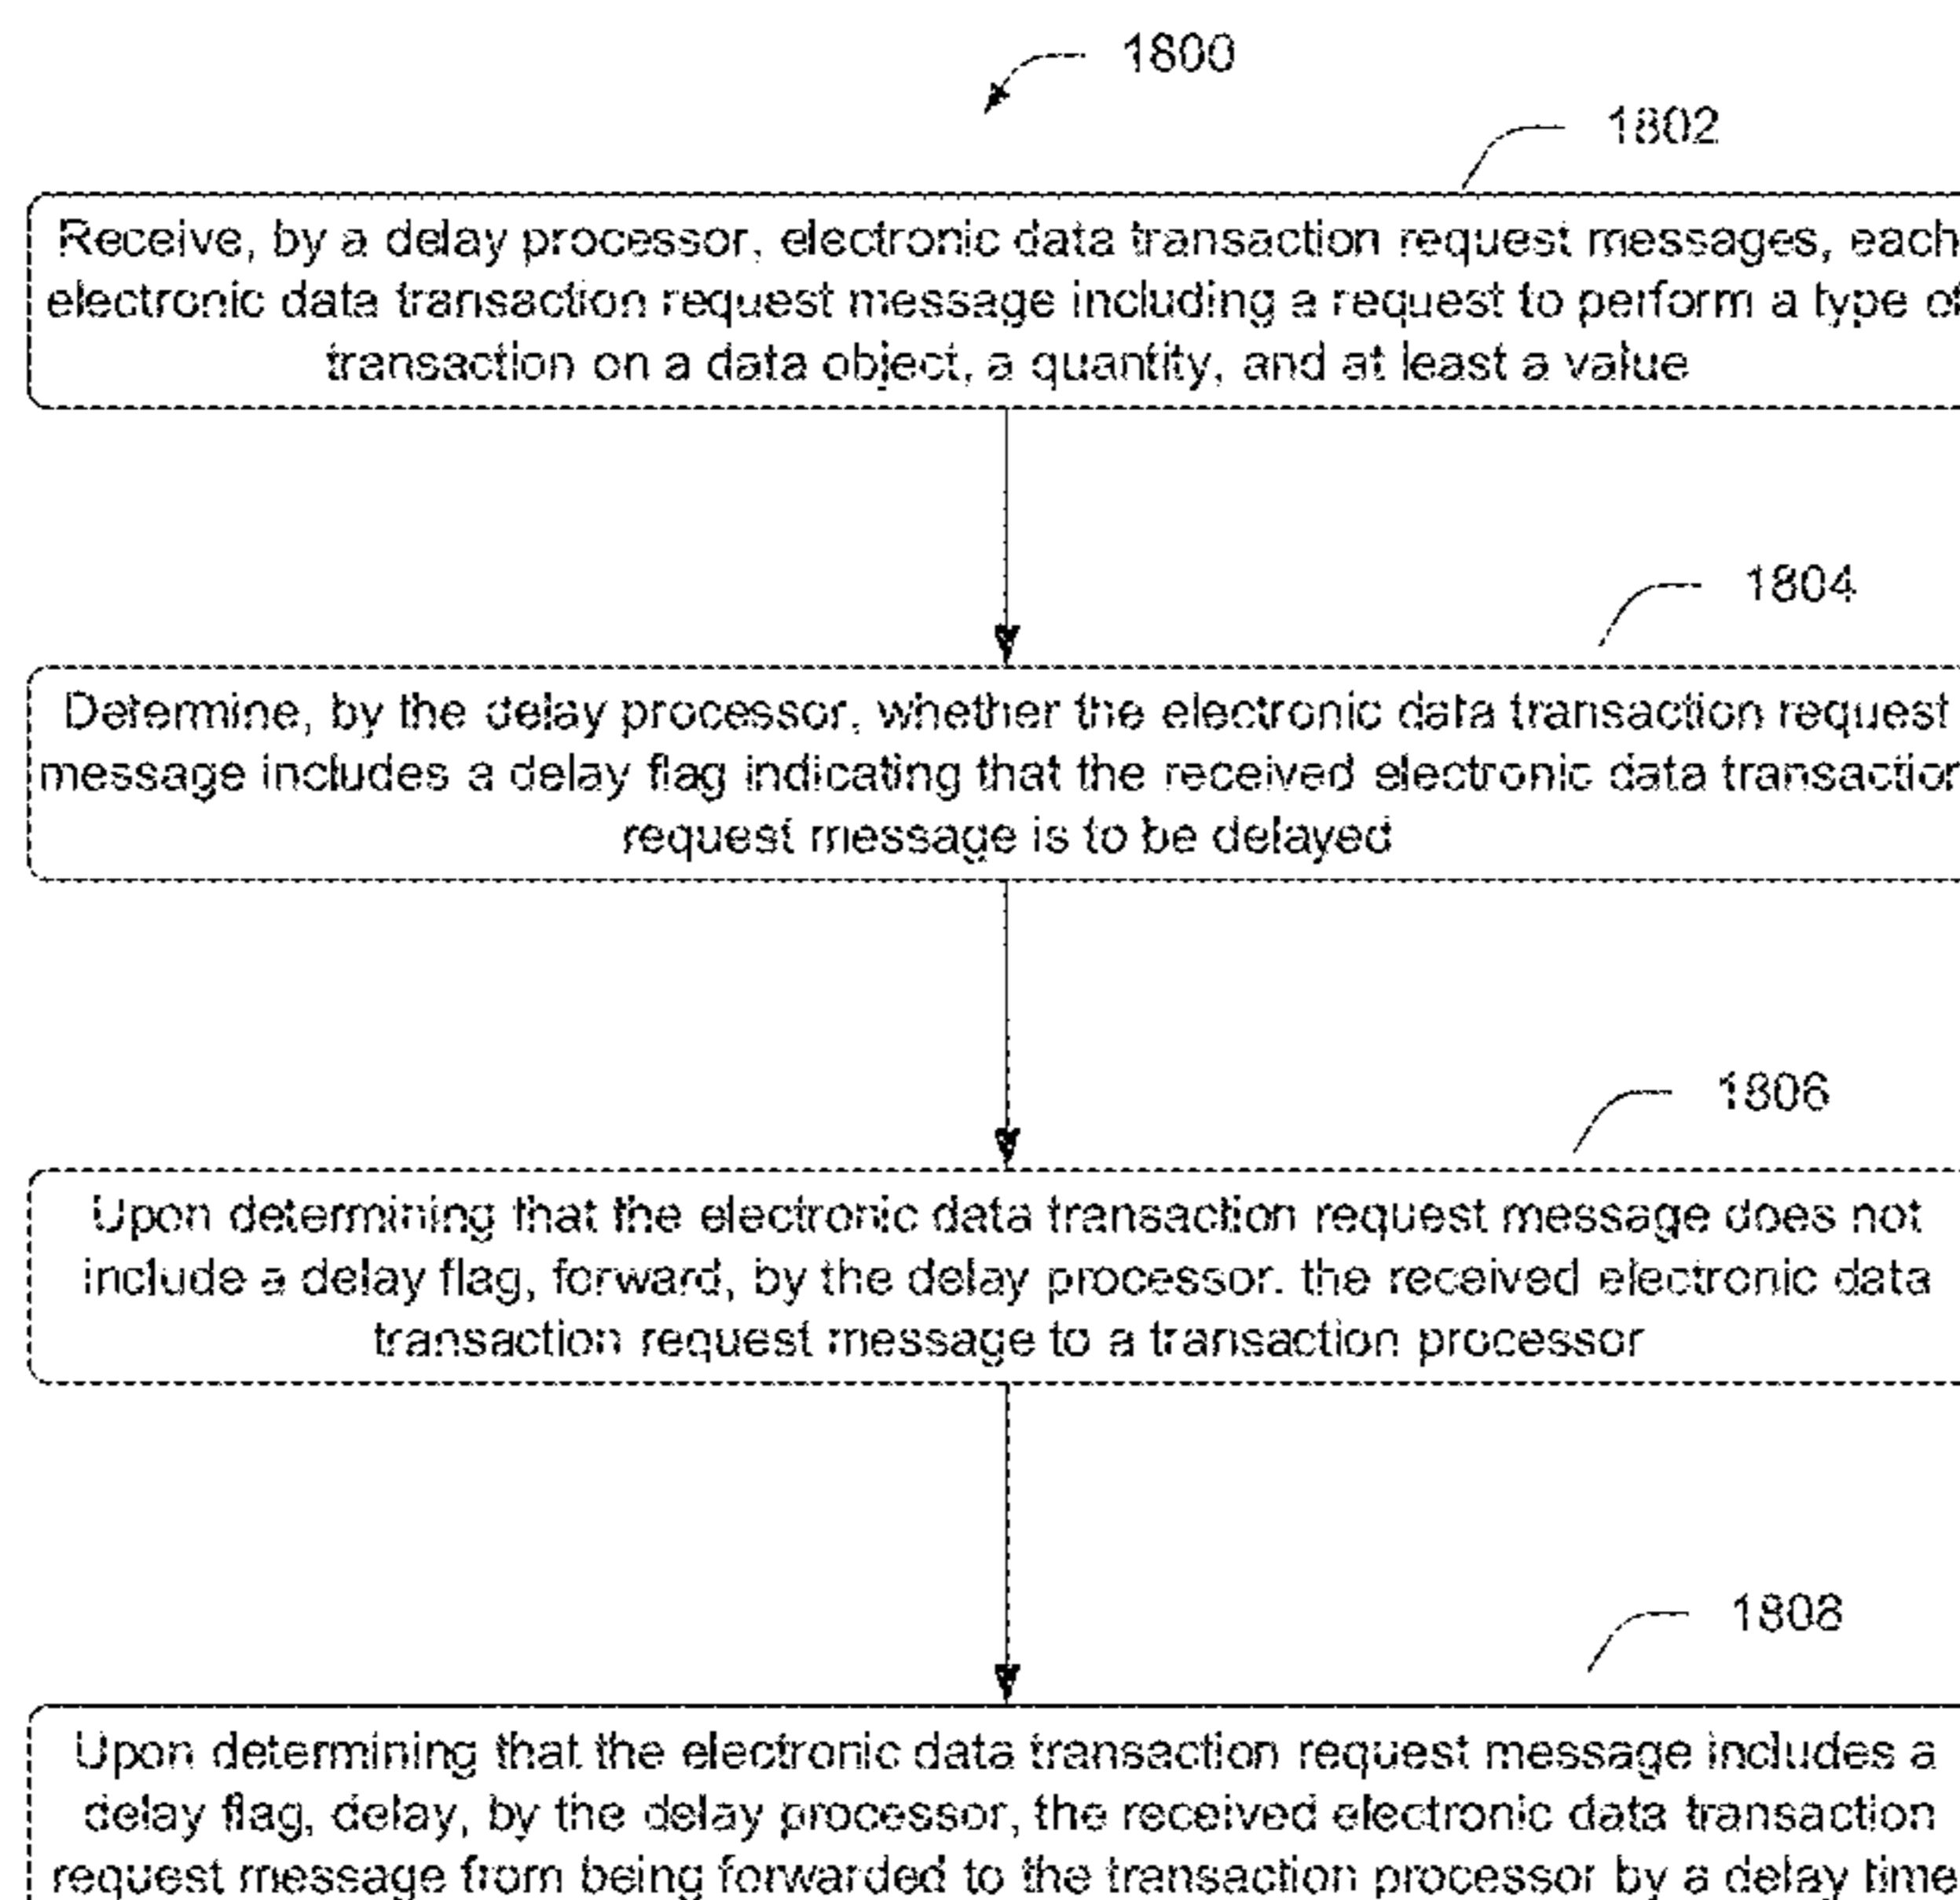 1800
1802
Receive, by a delay processor, electronic data transaction request messages, each
electronic data transaction request message including a request to perform a type of
transaction on a data object, a quantity, and at least a value
1804
Determine, by the delay processor, whether the electronic data transaction request
message includes a delay flag indicating that the received electronic data transaction
request message is to be delayed
1806
Upon determining that the electronic data transaction request message does not
include a delay flag, forward, by the delay processor. the received electronic data
transaction request message to a transaction processor
1808
Upon determining that the electronic data transaction request message includes a
delay flag, delay, by the delay processor, the received electronic data transaction
request message from being forwarded to the transaction processor by a delay time